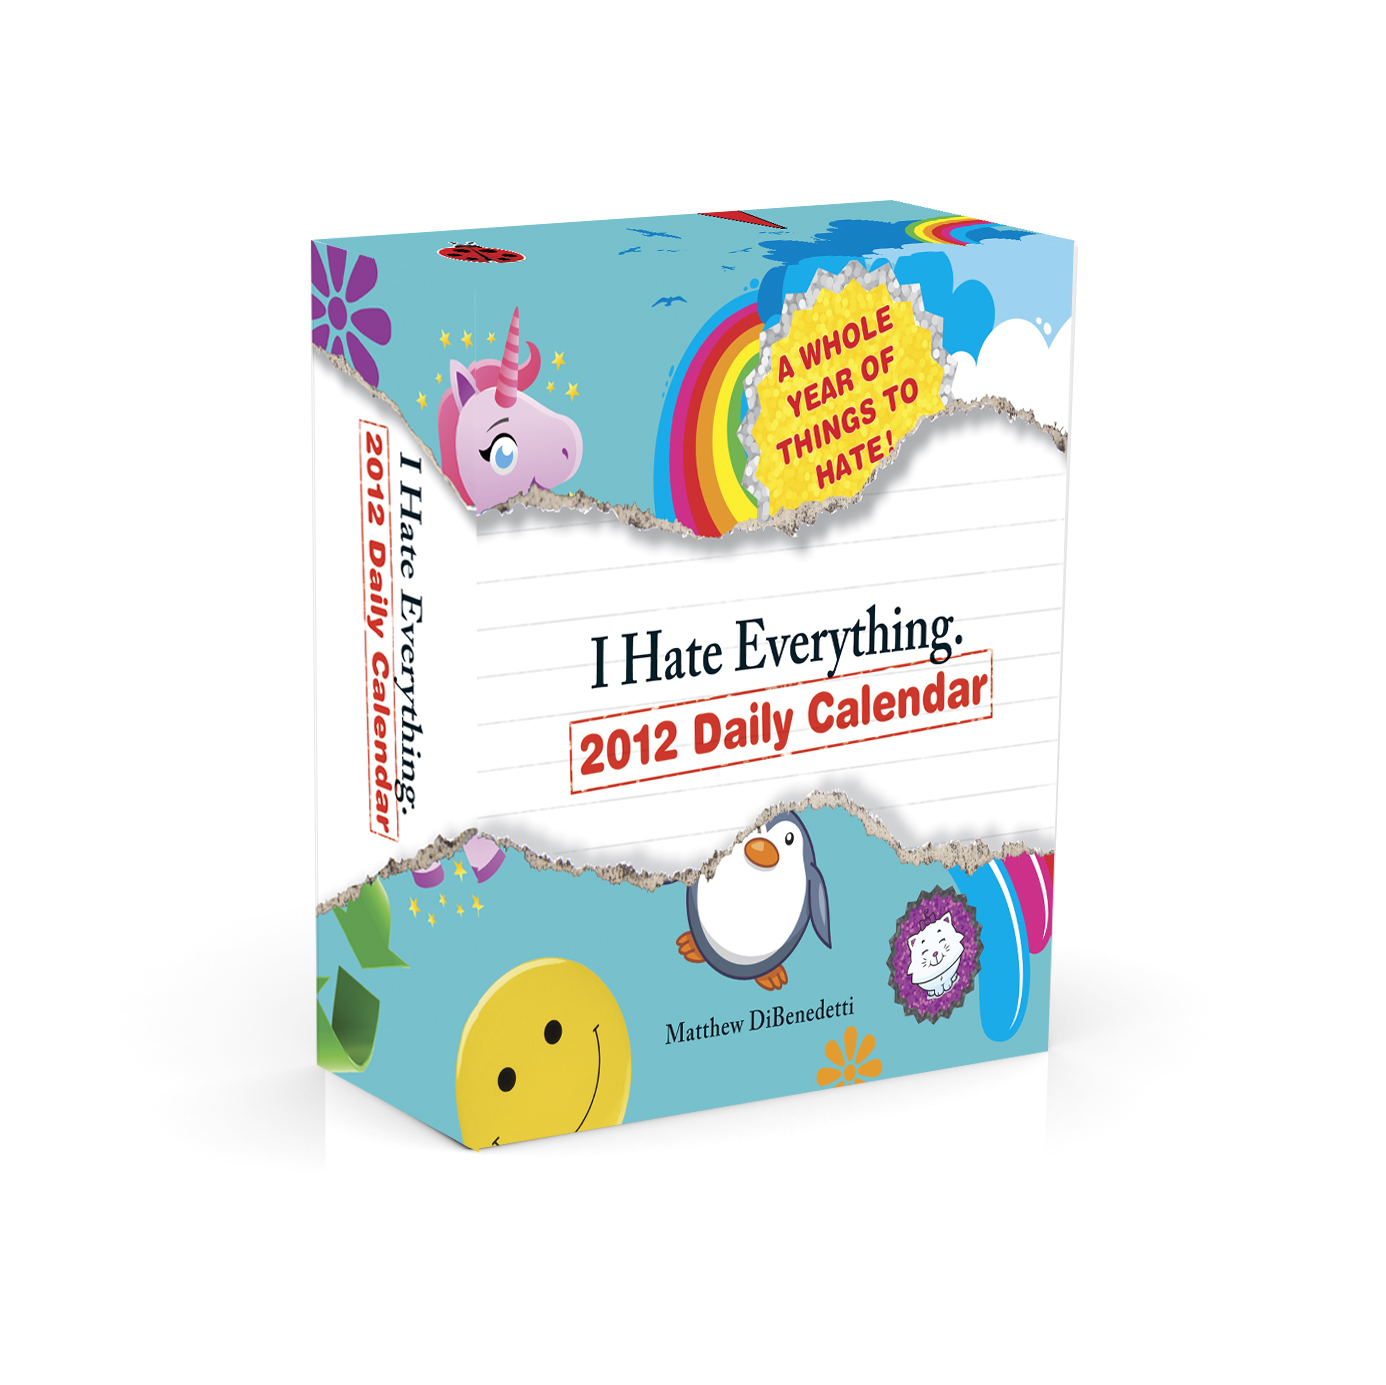 A WHOLE
YEAR OF
THINGS TO
HATE!
I Hate Everything.
2012 Daily Calendar
I Hate Everything.
2012 Daily Calendar
Matthew DiBenedetti